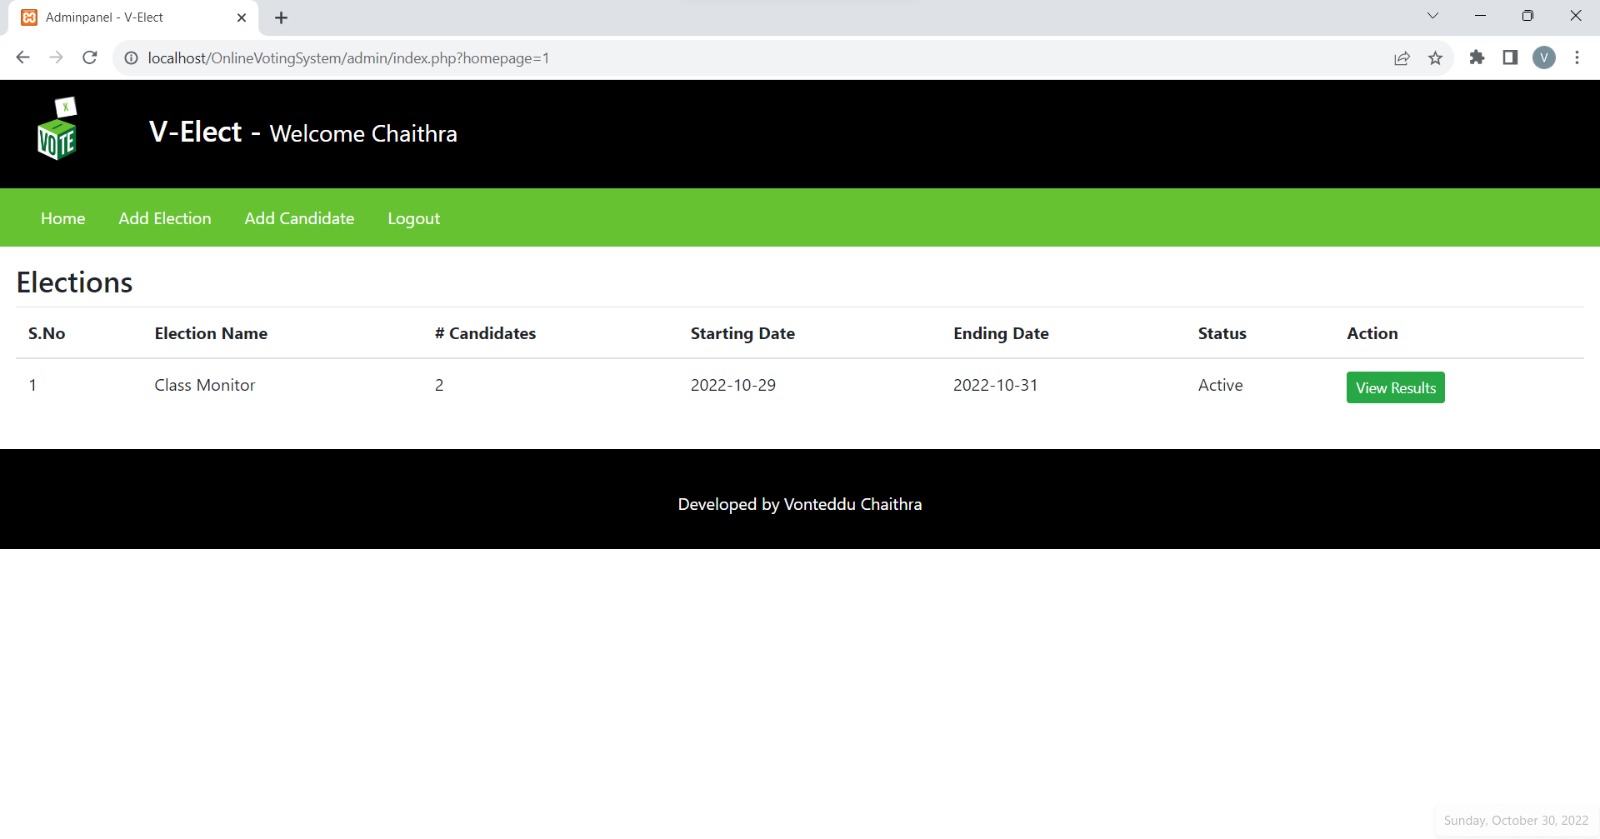 Adminpanel - V-Elect
localhost/OnlineVotingSystem/admin/index.php?homepage=1
V
X
VOTE
V-Elect - Welcome Chaithra
Home Add Election Add Candidate Logout
Elections
S.No Election Name # Candidates Starting Date Ending Date Status Action
1 Class Monitor 2 2022-10-29 2022-10-31 Active View Results
Developed by Vonteddu Chaithra
Sunday, October 30, 2022